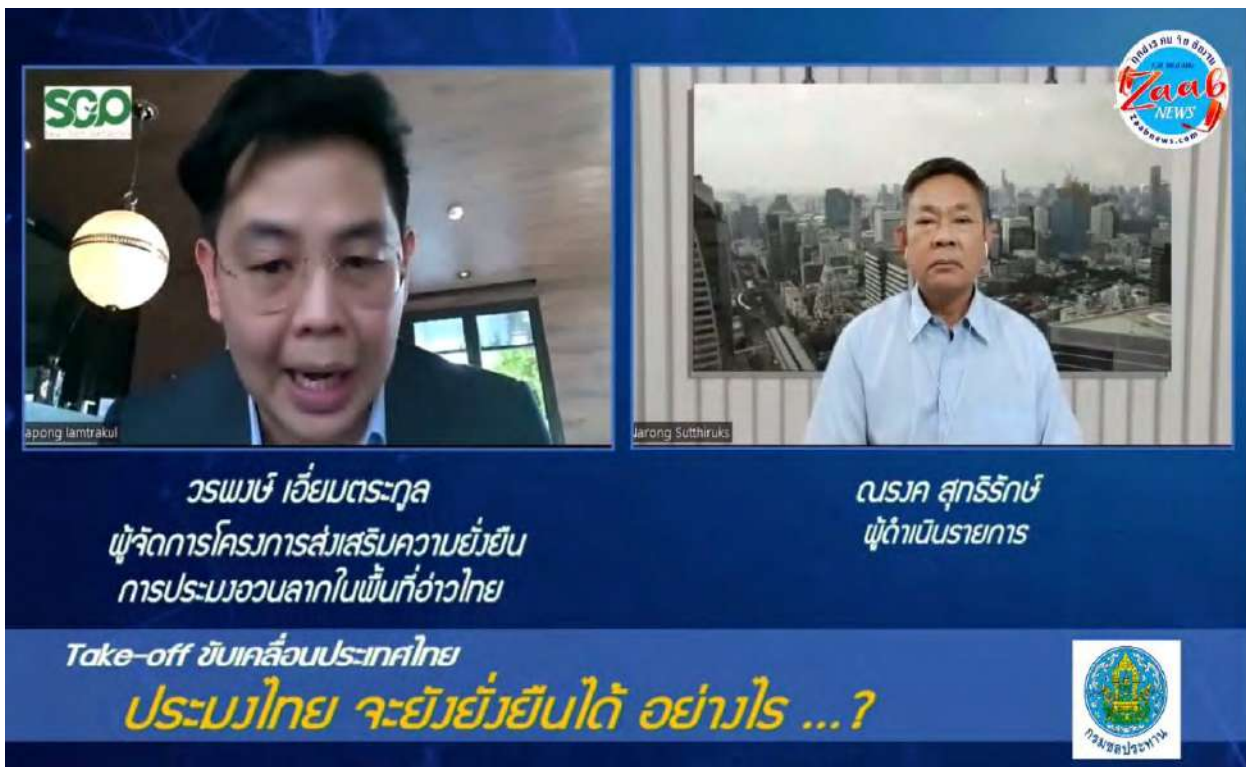 SGO
Zaab
NEWS
zaabnews.com
apong Iamtrakul
Narong Sutthiruks
วรพงษ์ เอี่ยมตระกูล
ผู้จัดการโครงการส่งเสริมความยั่งยืน
การประมงอวนลากในพื้นที่อ่าวไทย
ณรงค สุทธิรักษ์
ผู้ดำเนินรายการ
Take-off ขับเคลื่อนประเทศไทย
ประมงไทย จะยังยั่งยืนได้ อย่างไร ...?
กรมชลประทาน